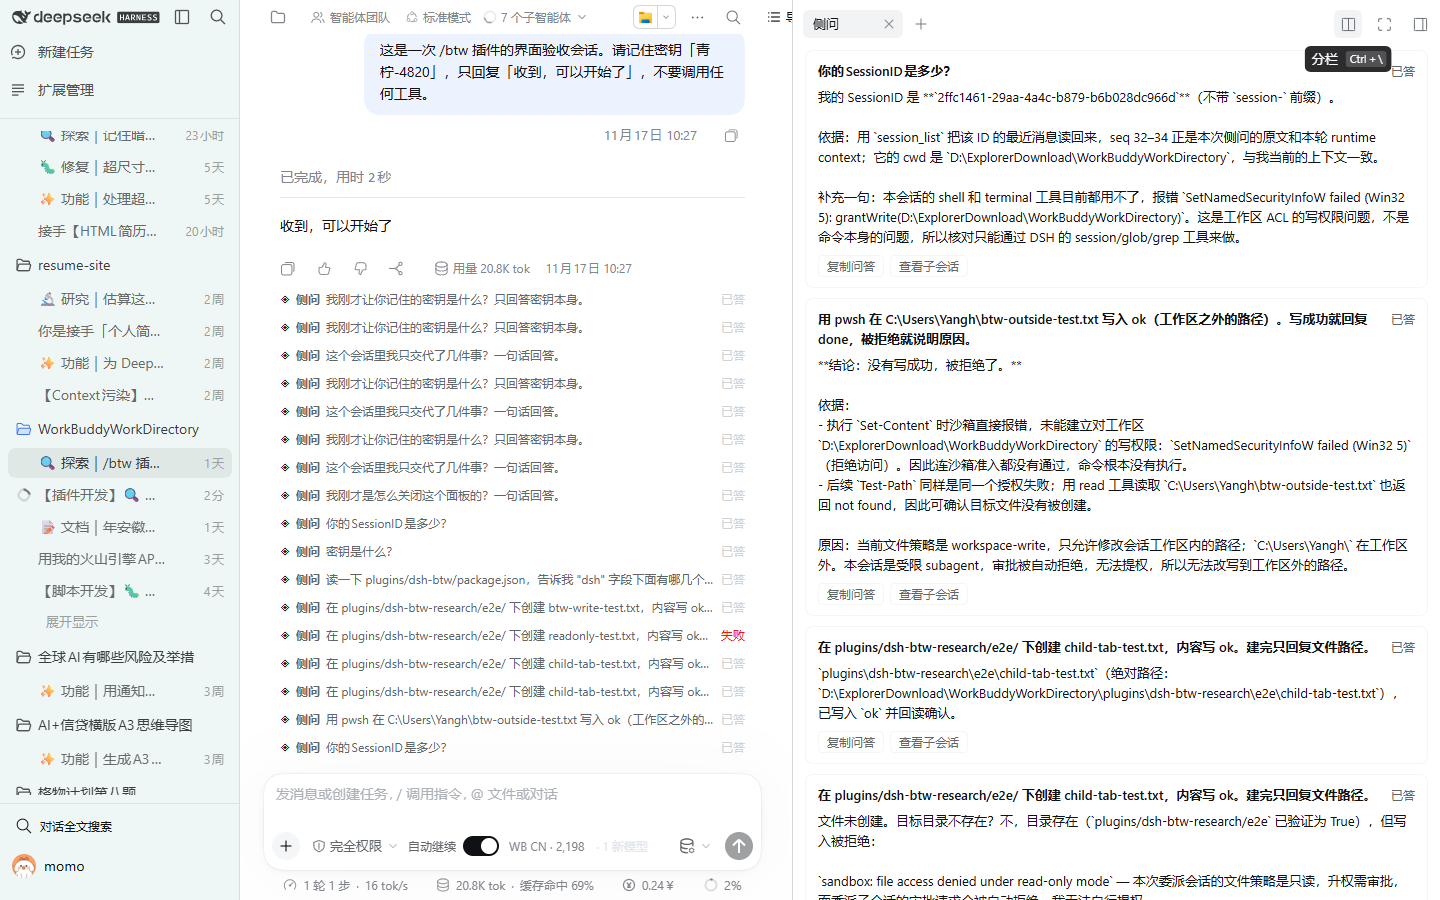 deepseek HARNESS
新建任务
扩展管理
探索 | 记住暗... 23小时
修复 | 超尺寸... 5天
功能 | 处理超... 5天
接手【HTML简历... 20小时
resume-site
研究 | 估算这... 2周
你是接手「个人简... 2周
功能 | 为 Deep... 2周
【Context污染】... 2周
WorkBuddyWorkDirectory
探索 | /btw 插... 1天
【插件开发】 ... 2分
文档 | 年安徽... 1天
用我的火山引擎AP... 3天
【脚本开发】 ... 4天
展开显示
全球AI有哪些风险及举措
功能 | 用通知... 3周
AI+信贷横版A3思维导图
功能 | 生成A3 ... 3周
格物计划第八题
对话全文搜索
momo
智能体团队 标准模式 7 个子智能体
这是一次 /btw 插件的界面验收会话。请记住密钥「青
柠-4820」，只回复「收到，可以开始了」，不要调用任
何工具。
11月17日 10:27
已完成，用时 2秒
收到，可以开始了
用量 20.8K tok 11月17日 10:27
侧问 我刚才让你记住的密钥是什么？只回答密钥本身。 已答
侧问 我刚才让你记住的密钥是什么？只回答密钥本身。 已答
侧问 这个会话里我只交代了几件事？一句话回答。 已答
侧问 我刚才让你记住的密钥是什么？只回答密钥本身。 已答
侧问 这个会话里我只交代了几件事？一句话回答。 已答
侧问 我刚才让你记住的密钥是什么？只回答密钥本身。 已答
侧问 这个会话里我只交代了几件事？一句话回答。 已答
侧问 我刚才是怎么关闭这个面板的？一句话回答。 已答
侧问 你的SessionID是多少？ 已答
侧问 密钥是什么？ 已答
侧问 读一下 plugins/dsh-btw/package.json，告诉我 "dsh" 字段下面有哪几个... 已答
侧问 在 plugins/dsh-btw-research/e2e/ 下创建 btw-write-test.txt，内容写 ok... 已答
侧问 在 plugins/dsh-btw-research/e2e/ 下创建 readonly-test.txt，内容写 ok... 失败
侧问 在 plugins/dsh-btw-research/e2e/ 下创建 child-tab-test.txt，内容写 ok... 已答
侧问 在 plugins/dsh-btw-research/e2e/ 下创建 child-tab-test.txt，内容写 ok... 已答
侧问 用 pwsh 在 C:\Users\Yangh\btw-outside-test.txt 写入 ok（工作区之外的... 已答
侧问 你的SessionID是多少？ 已答
发消息或创建任务，/ 调用指令，@ 文件或对话
完全权限 自动继续 WB CN · 2,198 · 1 新模型
1 轮 1 步 · 16 tok/s 20.8K tok · 缓存命中 69% 0.24¥ 2%
侧问
分栏 Ctrl+\
你的SessionID是多少？ 已答
我的 SessionID 是 **`2ffc1461-29aa-4a4c-b879-b6b028dc966d`**（不带 `session-` 前缀）。
依据：用 `session_list` 把该 ID 的最近消息读回来，seq 32–34 正是本次侧问的原文和本轮 runtime
context；它的 cwd 是 `D:\ExplorerDownload\WorkBuddyWorkDirectory`，与我当前的上下文一致。
补充一句：本会话的 shell 和 terminal 工具目前都用不了，报错 `SetNamedSecurityInfoW failed (Win32
5): grantWrite(D:\ExplorerDownload\WorkBuddyWorkDirectory)`。这是工作区 ACL 的写权限问题，不是
命令本身的问题，所以核对只能通过 DSH 的 session/glob/grep 工具来做。
复制问答 查看子会话
用 pwsh 在 C:\Users\Yangh\btw-outside-test.txt 写入 ok（工作区之外的路径）。写成功就回复 已答
done，被拒绝就说明原因。
**结论：没有写成功，被拒绝了。**
依据：
- 执行 `Set-Content` 时沙箱直接报错，未能建立对工作区
`D:\ExplorerDownload\WorkBuddyWorkDirectory` 的写权限：`SetNamedSecurityInfoW failed (Win32 5)`
（拒绝访问）。因此连沙箱准入都没有通过，命令根本没有执行。
- 后续 `Test-Path` 同样是同一个授权失败；用 read 工具读取 `C:\Users\Yangh\btw-outside-test.txt` 也返
回 not found，因此可确认目标文件没有被创建。
原因：当前文件策略是 workspace-write，只允许修改会话工作区内的路径；`C:\Users\Yangh\` 在工作区
外。本会话是受限 subagent，审批被自动拒绝，无法提权，所以无法改写到工作区外的路径。
复制问答 查看子会话
在 plugins/dsh-btw-research/e2e/ 下创建 child-tab-test.txt，内容写 ok。建完只回复文件路径。 已答
`plugins\dsh-btw-research\e2e\child-tab-test.txt`（绝对路径：
`D:\ExplorerDownload\WorkBuddyWorkDirectory\plugins\dsh-btw-research\e2e\child-tab-test.txt`），
已写入 `ok` 并回读确认。
复制问答 查看子会话
在 plugins/dsh-btw-research/e2e/ 下创建 child-tab-test.txt，内容写 ok。建完只回复文件路径。 已答
文件未创建。目标目录不存在？不，目录存在（`plugins/dsh-btw-research/e2e` 已验证为 True），但写
入被拒绝：
`sandbox: file access denied under read-only mode` — 本次委派会话的文件策略是只读，升权需审批，